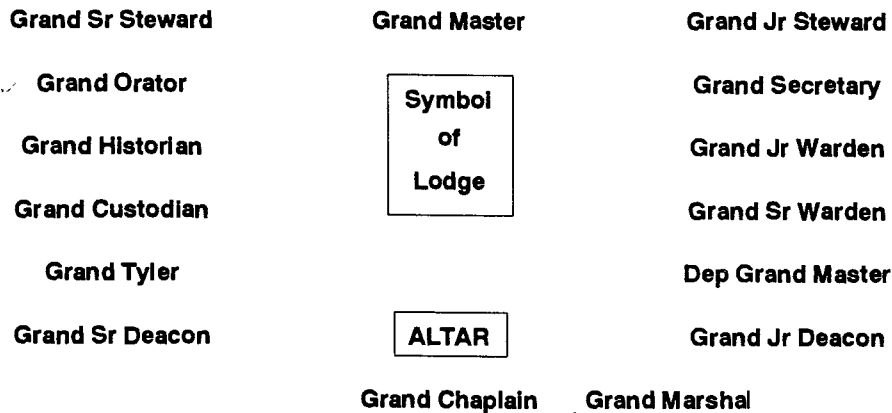 Grand Sr Steward Grand Master Grand Jr Steward
Grand Orator Symbol Grand Secretary
of
Grand Historian Lodge Grand Jr Warden
Grand Custodian Grand Sr Warden
Grand Tyler Dep Grand Master
Grand Sr Deacon ALTAR Grand Jr Deacon
Grand Chaplain Grand Marshal